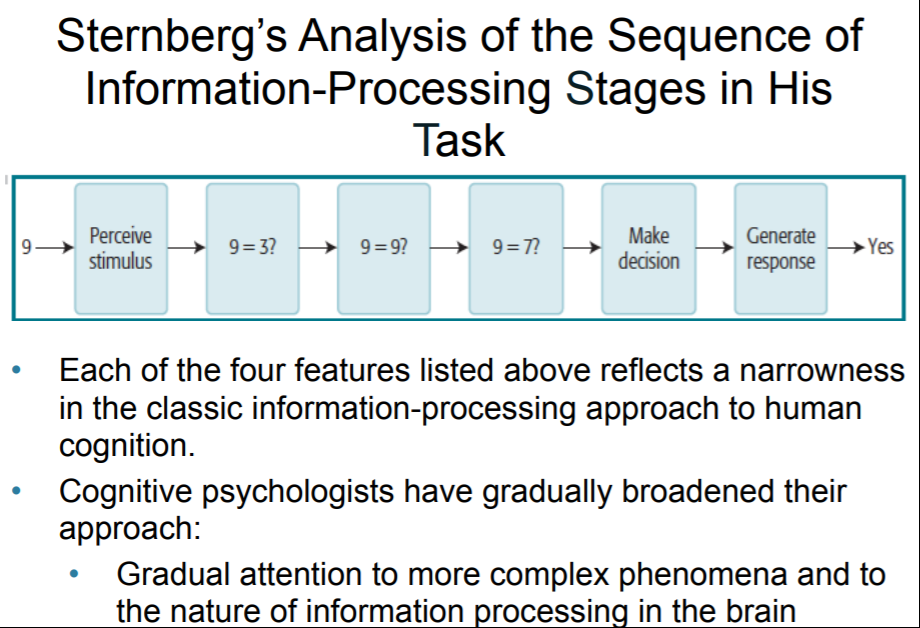 Sternberg’s Analysis of the Sequence of
Information-Processing Stages in His
Task
9
Perceive
stimulus
9 = 3?
9 = 9?
9 = 7?
Make
decision
Generate
response
Yes
• Each of the four features listed above reflects a narrowness
in the classic information-processing approach to human
cognition.
• Cognitive psychologists have gradually broadened their
approach:
• Gradual attention to more complex phenomena and to
the nature of information processing in the brain